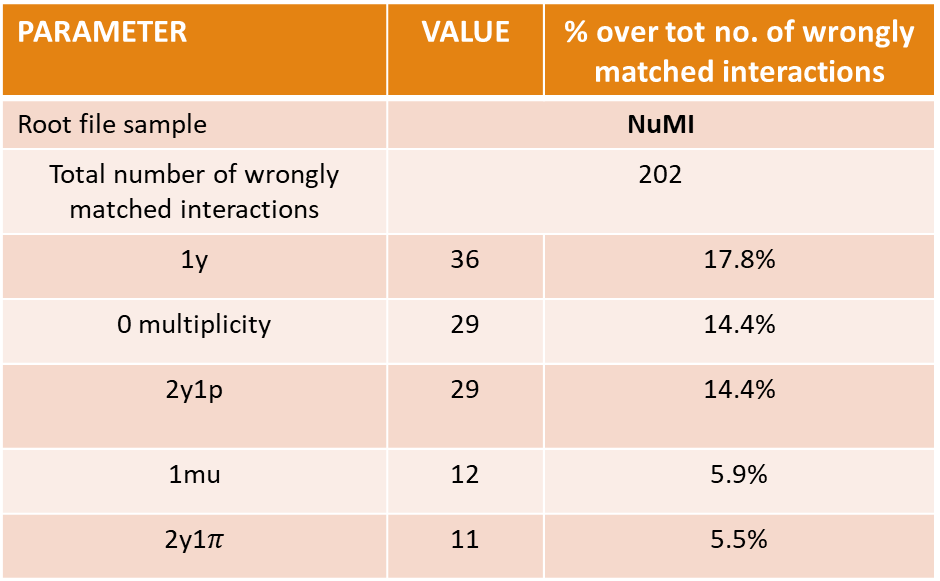 PARAMETER VALUE % over tot no. of wrongly
matched interactions
Root file sample NuMI
Total number of wrongly
matched interactions 202
1y 36 17.8%
0 multiplicity 29 14.4%
2y1p 29 14.4%
1mu 12 5.9%
2y1𝜋 11 5.5%